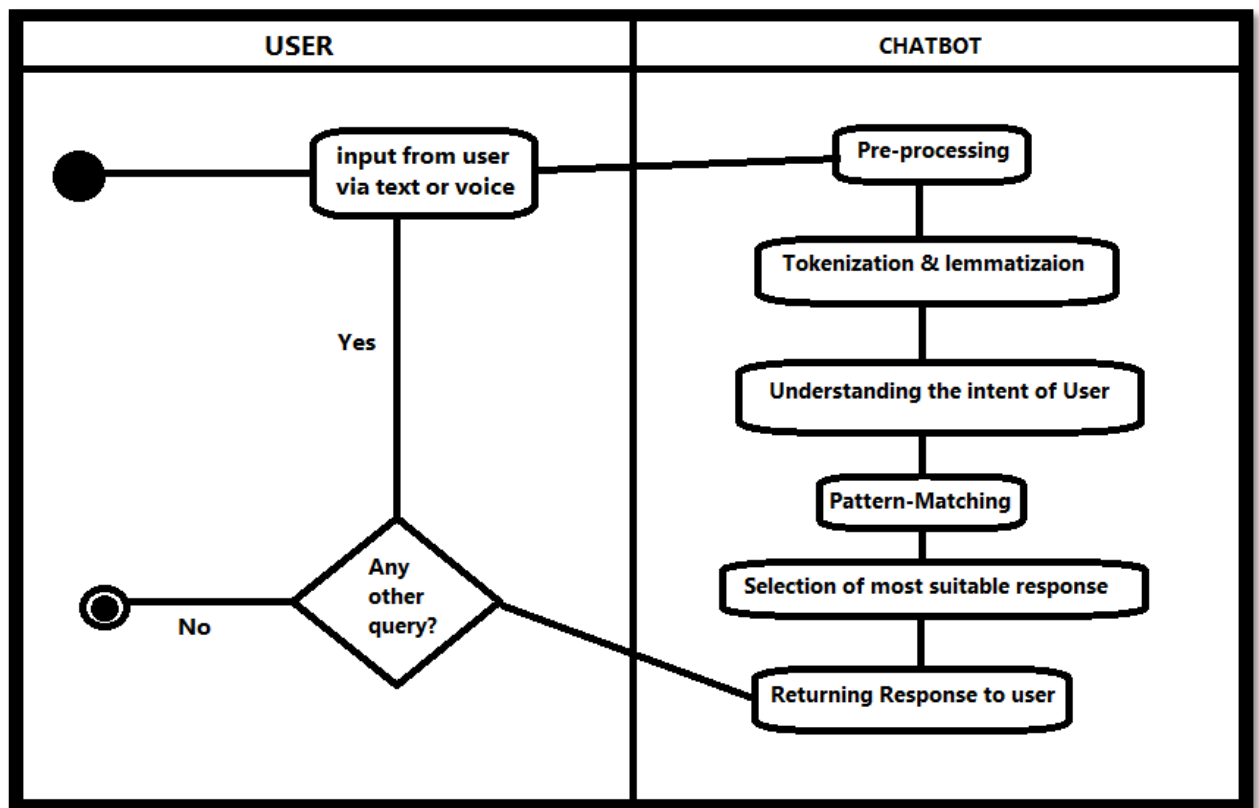 USER
CHATBOT
input from user
via text or voice
Pre-processing
Tokenization & lemmatizaion
Understanding the intent of User
Pattern-Matching
Selection of most suitable response
Returning Response to user
Any
other
query?
Yes
No